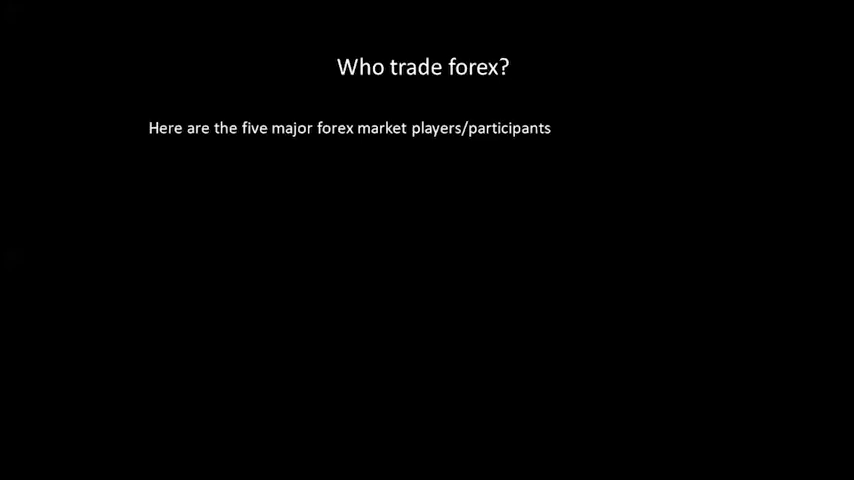 Who trade forex?
Here are the five major forex market players/participants